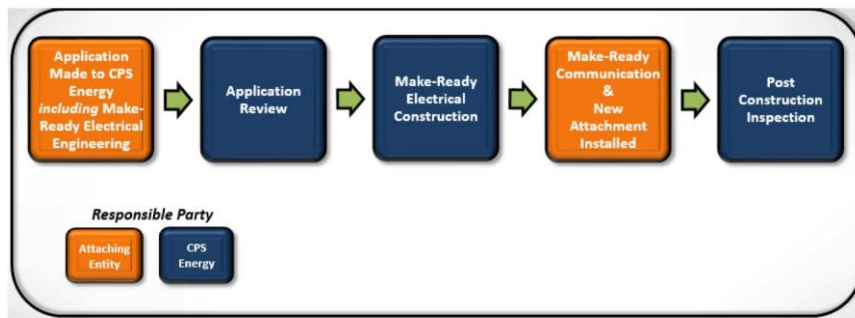 Application
Made to CPS
Energy
including Make-
Ready Electrical
Engineering
Application
Review
Make-Ready
Electrical
Construction
Make-Ready
Communication
&
New
Attachment
Installed
Post
Construction
Inspection
Responsible Party
Attaching
Entity
CPS
Energy